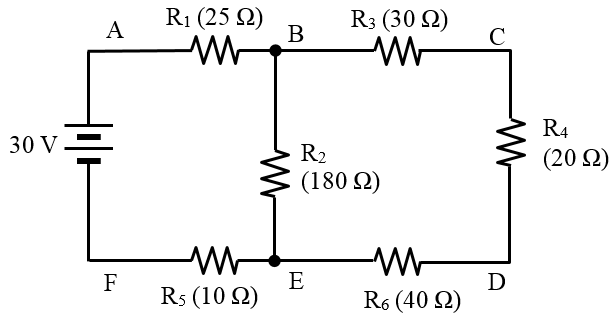 R₁ (25 Ω)
R₃ (30 Ω)
A
B
C
30 V
R₂
(180 Ω)
R₄
(20 Ω)
F
E
D
R₅ (10 Ω)
R₆ (40 Ω)